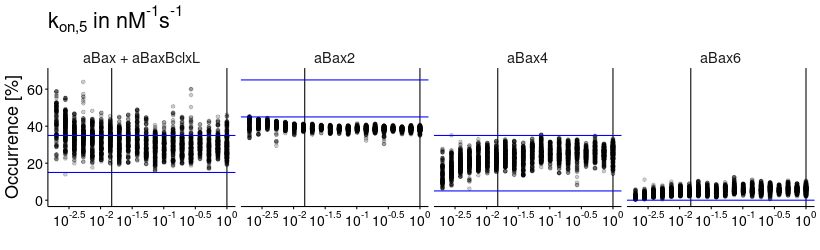 k_on,5 in nM^-1 s^-1
aBax + aBaxBclxL aBax2 aBax4 aBax6
Occurrence [%]
60
40
20
0
10^-2.5 10^-2 10^-1.5 10^-1 10^-0.5 10^0 10^-2.5 10^-2 10^-1.5 10^-1 10^-0.5 10^0 10^-2.5 10^-2 10^-1.5 10^-1 10^-0.5 10^0 10^-2.5 10^-2 10^-1.5 10^-1 10^-0.5 10^0